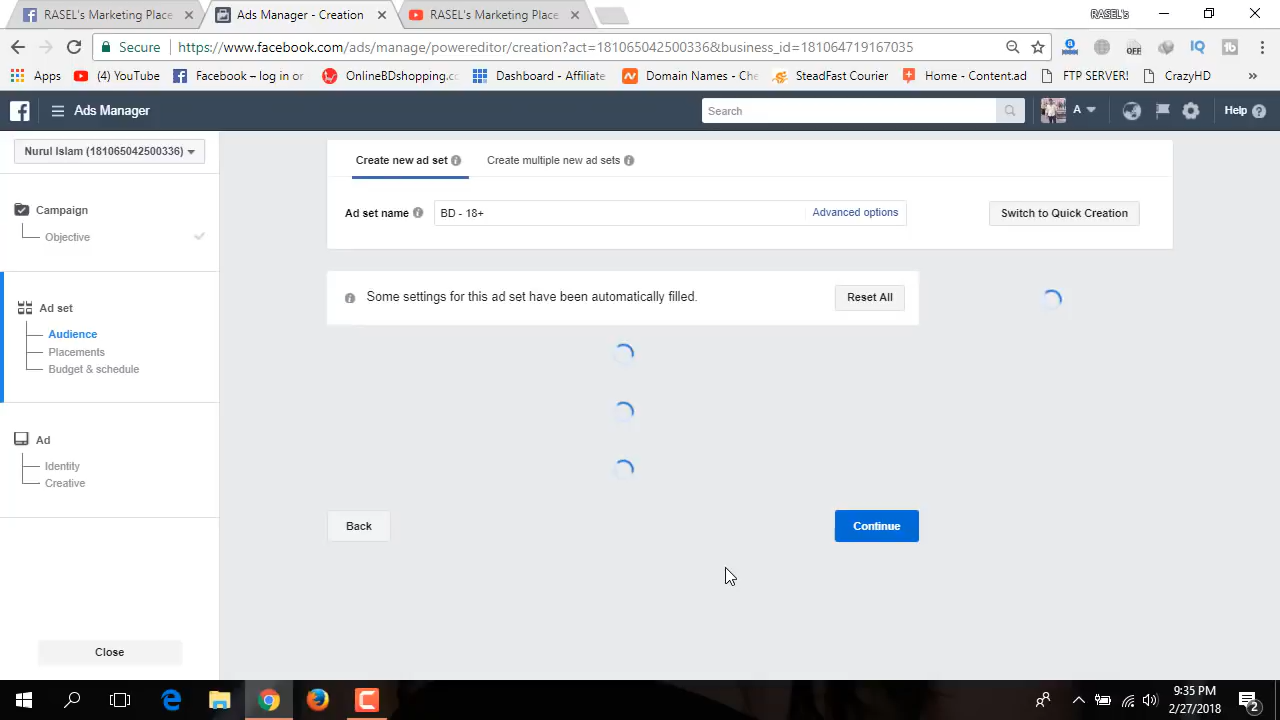 RASEL's Marketing Place
Ads Manager - Creation
RASEL's Marketing Place
RASEL's
Secure
https://www.facebook.com/ads/manage/powereditor/creation?act=181065042500336&business_id=181064719167035
OFF
IQ
Apps
(4) YouTube
Facebook – log in or
OnlineBDshopping.c
Dashboard - Affiliate
Domain Names - Che
SteadFast Couri
Home - Content.ad
FTP SERVER!
CrazyHD
Ads Manager
Search
A
Help
Nurul Islam (181065042500336)
Create new ad set
Create multiple new ad sets
Campaign
Objective
Ad set name
BD - 18+
Advanced options
Switch to Quick Creation
Some settings for this ad set have been automatically filled.
Reset All
Ad set
Audience
Placements
Budget & schedule
Ad
Identity
Creative
Back
Continue
Close
9:35 PM
2/27/2018
2